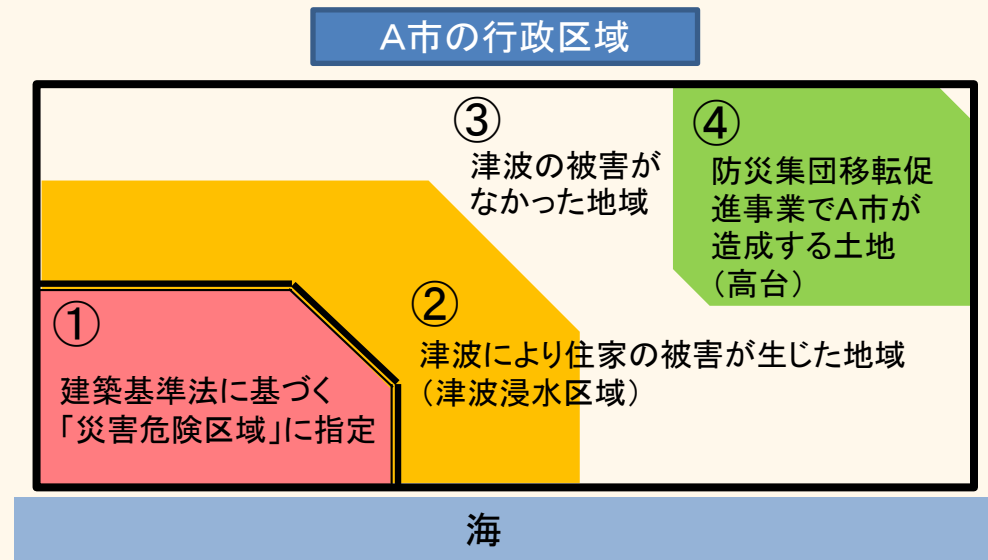 A市の行政区域
③
津波の被害が
なかった地域
④
防災集団移転促
進事業でA市が
造成する土地
（高台）
①
建築基準法に基づく
「災害危険区域」に指定
②
津波により住家の被害が生じた地域
（津波浸水区域）
海